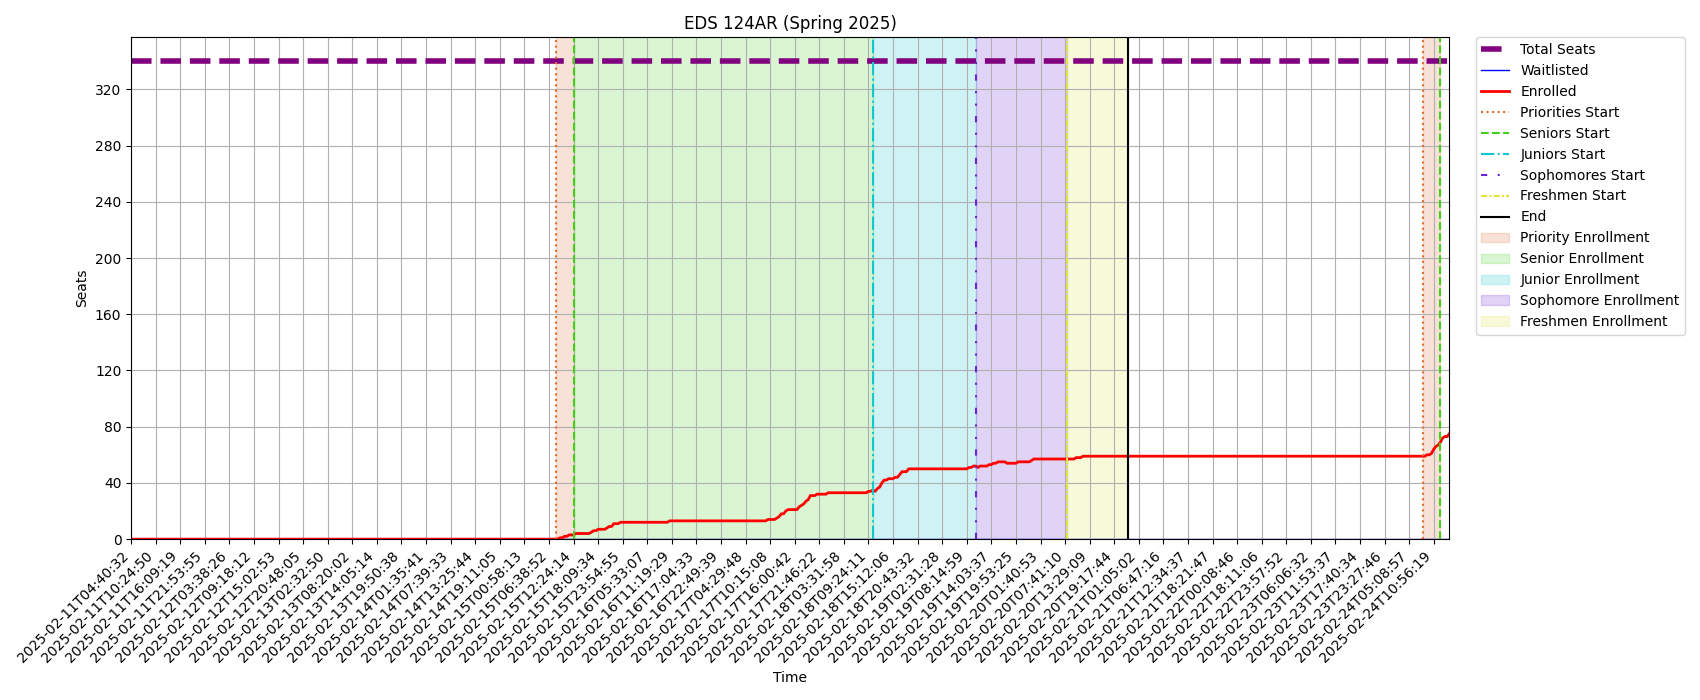 EDS 124AR (Spring 2025)
Total Seats
Waitlisted
Enrolled
Priorities Start
Seniors Start
Juniors Start
Sophomores Start
Freshmen Start
End
Priority Enrollment
Senior Enrollment
Junior Enrollment
Sophomore Enrollment
Freshmen Enrollment
Seats
320
280
240
200
160
120
80
40
0
2025-02-11T04:40:32
2025-02-11T10:24:50
2025-02-11T16:09:19
2025-02-11T21:53:55
2025-02-12T03:38:26
2025-02-12T09:18:12
2025-02-12T15:02:53
2025-02-12T20:48:05
2025-02-13T02:32:50
2025-02-13T08:20:02
2025-02-13T14:05:14
2025-02-13T19:50:38
2025-02-14T01:35:41
2025-02-14T07:39:33
2025-02-14T13:25:44
2025-02-14T19:11:05
2025-02-15T00:58:13
2025-02-15T06:38:52
2025-02-15T12:24:14
2025-02-15T18:09:34
2025-02-15T23:54:55
2025-02-16T05:33:07
2025-02-16T11:19:29
2025-02-16T17:04:33
2025-02-16T22:49:39
2025-02-17T04:29:48
2025-02-17T10:15:08
2025-02-17T16:00:42
2025-02-17T21:46:22
2025-02-18T03:31:58
2025-02-18T09:24:11
2025-02-18T15:12:06
2025-02-18T20:43:32
2025-02-19T02:31:28
2025-02-19T08:14:59
2025-02-19T14:03:37
2025-02-19T19:53:25
2025-02-20T01:40:53
2025-02-20T07:41:10
2025-02-20T13:29:09
2025-02-20T19:17:44
2025-02-21T01:05:02
2025-02-21T06:47:16
2025-02-21T12:34:37
2025-02-21T18:21:47
2025-02-22T00:08:46
2025-02-22T18:11:06
2025-02-22T23:57:52
2025-02-23T06:06:32
2025-02-23T11:53:37
2025-02-23T17:40:34
2025-02-23T23:27:46
2025-02-24T05:08:57
2025-02-24T10:56:19
Time